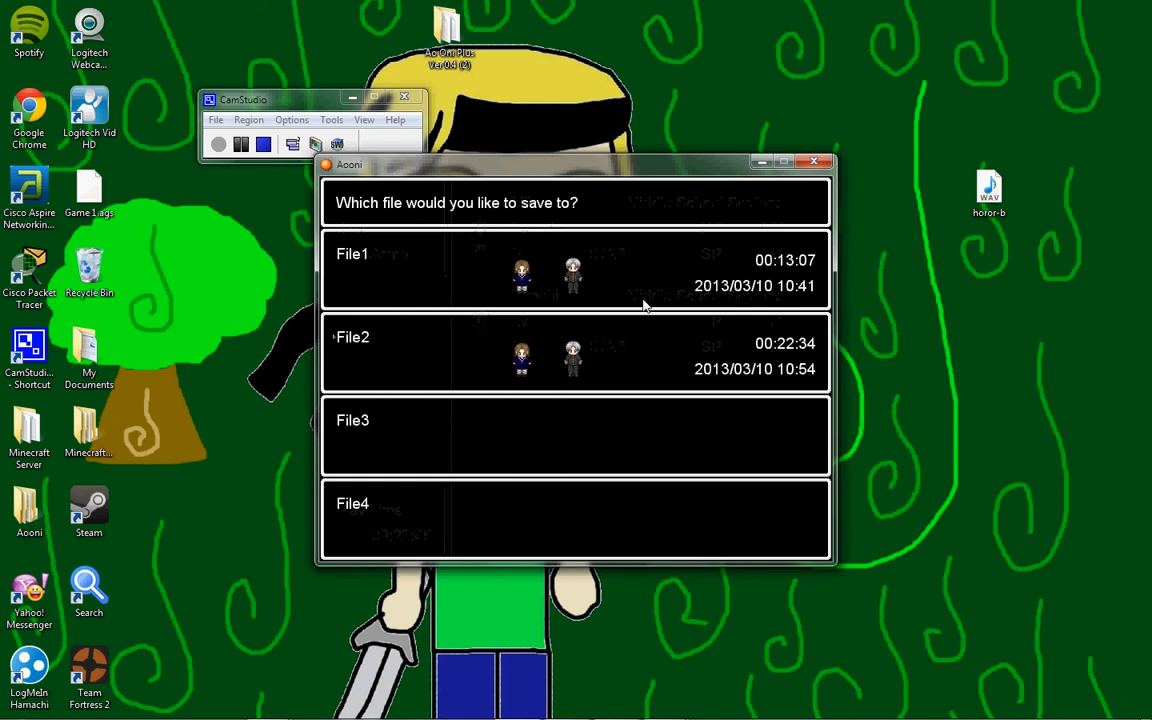 Spotify
Logitech
Webca...
Ao Oni Plus
Ver 0.4 (2)
CamStudio
File Region Options Tools View Help
Google
Chrome
Logitech Vid
HD
Aooni
Which file would you like to save to?
File1
00:13:07
2013/03/10 10:41
File2
00:22:34
2013/03/10 10:54
File3
File4
WAV
horor-b
Cisco Aspire
Networkin...
Game 1.ags
Cisco Packet
Tracer
Recycle Bin
CamStudi...
- Shortcut
My
Documents
Minecraft
Server
Minecraft...
Aooni
Steam
Yahoo!
Messenger
Search
LogMeIn
Hamachi
Team
Fortress 2